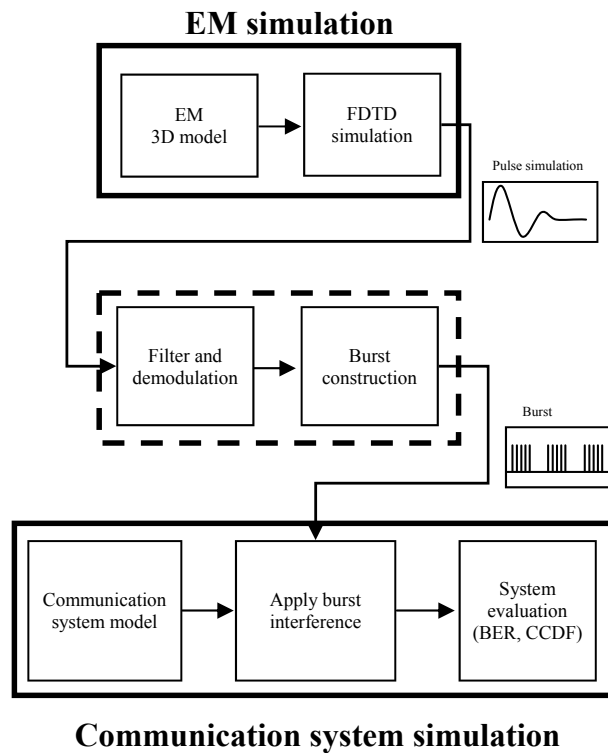 EM simulation
EM
3D model
FDTD
simulation
Pulse simulation
Filter and
demodulation
Burst
construction
Burst
Communication
system model
Apply burst
interference
System
evaluation
(BER, CCDF)
Communication system simulation